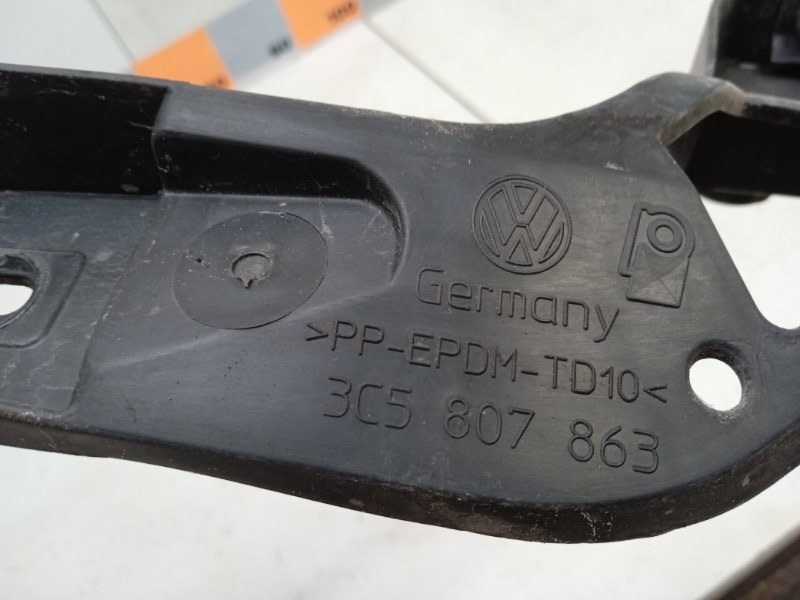 VW
Germany
>PP-EPDM-TD10<
3C5 807 863